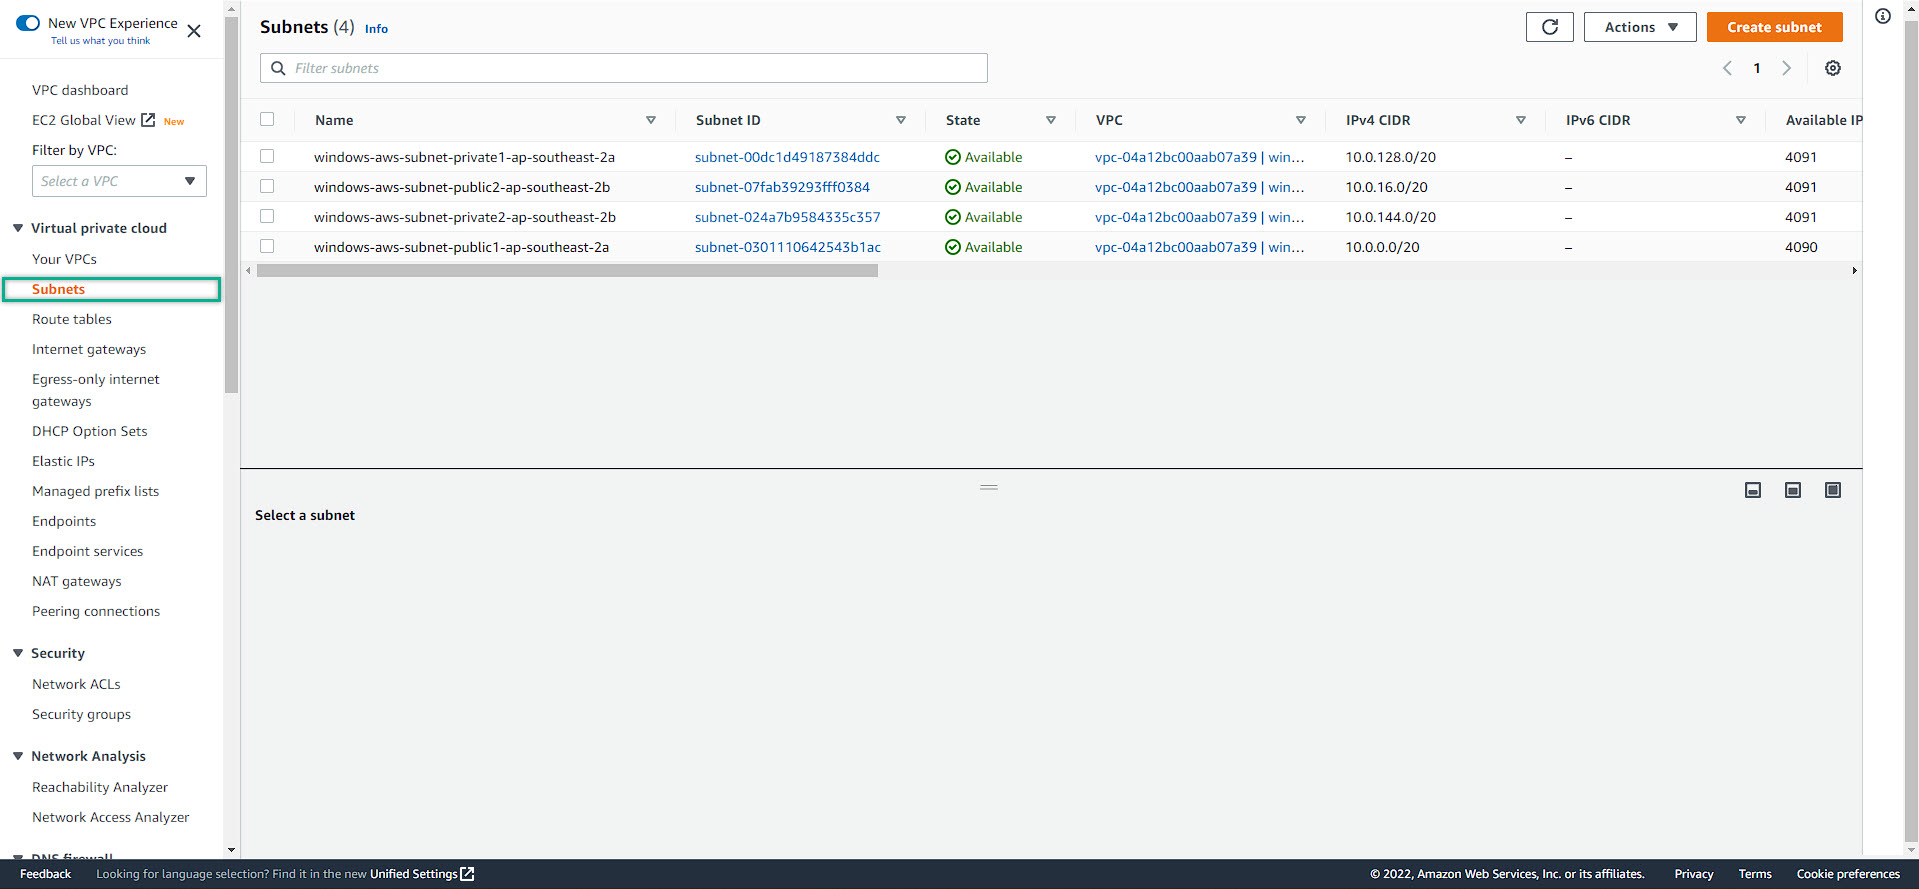 New VPC Experience
Tell us what you think
VPC dashboard
EC2 Global View New
Filter by VPC:
Select a VPC
Virtual private cloud
Your VPCs
Subnets
Route tables
Internet gateways
Egress-only internet
gateways
DHCP Option Sets
Elastic IPs
Managed prefix lists
Endpoints
Endpoint services
NAT gateways
Peering connections
Security
Network ACLs
Security groups
Network Analysis
Reachability Analyzer
Network Access Analyzer
DNS firewall
Subnets (4) Info
Actions
Create subnet
Filter subnets
1
Name Subnet ID State VPC IPv4 CIDR IPv6 CIDR Available IP
windows-aws-subnet-private1-ap-southeast-2a subnet-00dc1d49187384ddc Available vpc-04a12bc00aab07a39 | win... 10.0.128.0/20 – 4091
windows-aws-subnet-public2-ap-southeast-2b subnet-07fab39293fff0384 Available vpc-04a12bc00aab07a39 | win... 10.0.16.0/20 – 4091
windows-aws-subnet-private2-ap-southeast-2b subnet-024a7b9584335c357 Available vpc-04a12bc00aab07a39 | win... 10.0.144.0/20 – 4091
windows-aws-subnet-public1-ap-southeast-2a subnet-0301110642543b1ac Available vpc-04a12bc00aab07a39 | win... 10.0.0.0/20 – 4090
Select a subnet
Feedback Looking for language selection? Find it in the new Unified Settings © 2022, Amazon Web Services, Inc. or its affiliates. Privacy Terms Cookie preferences